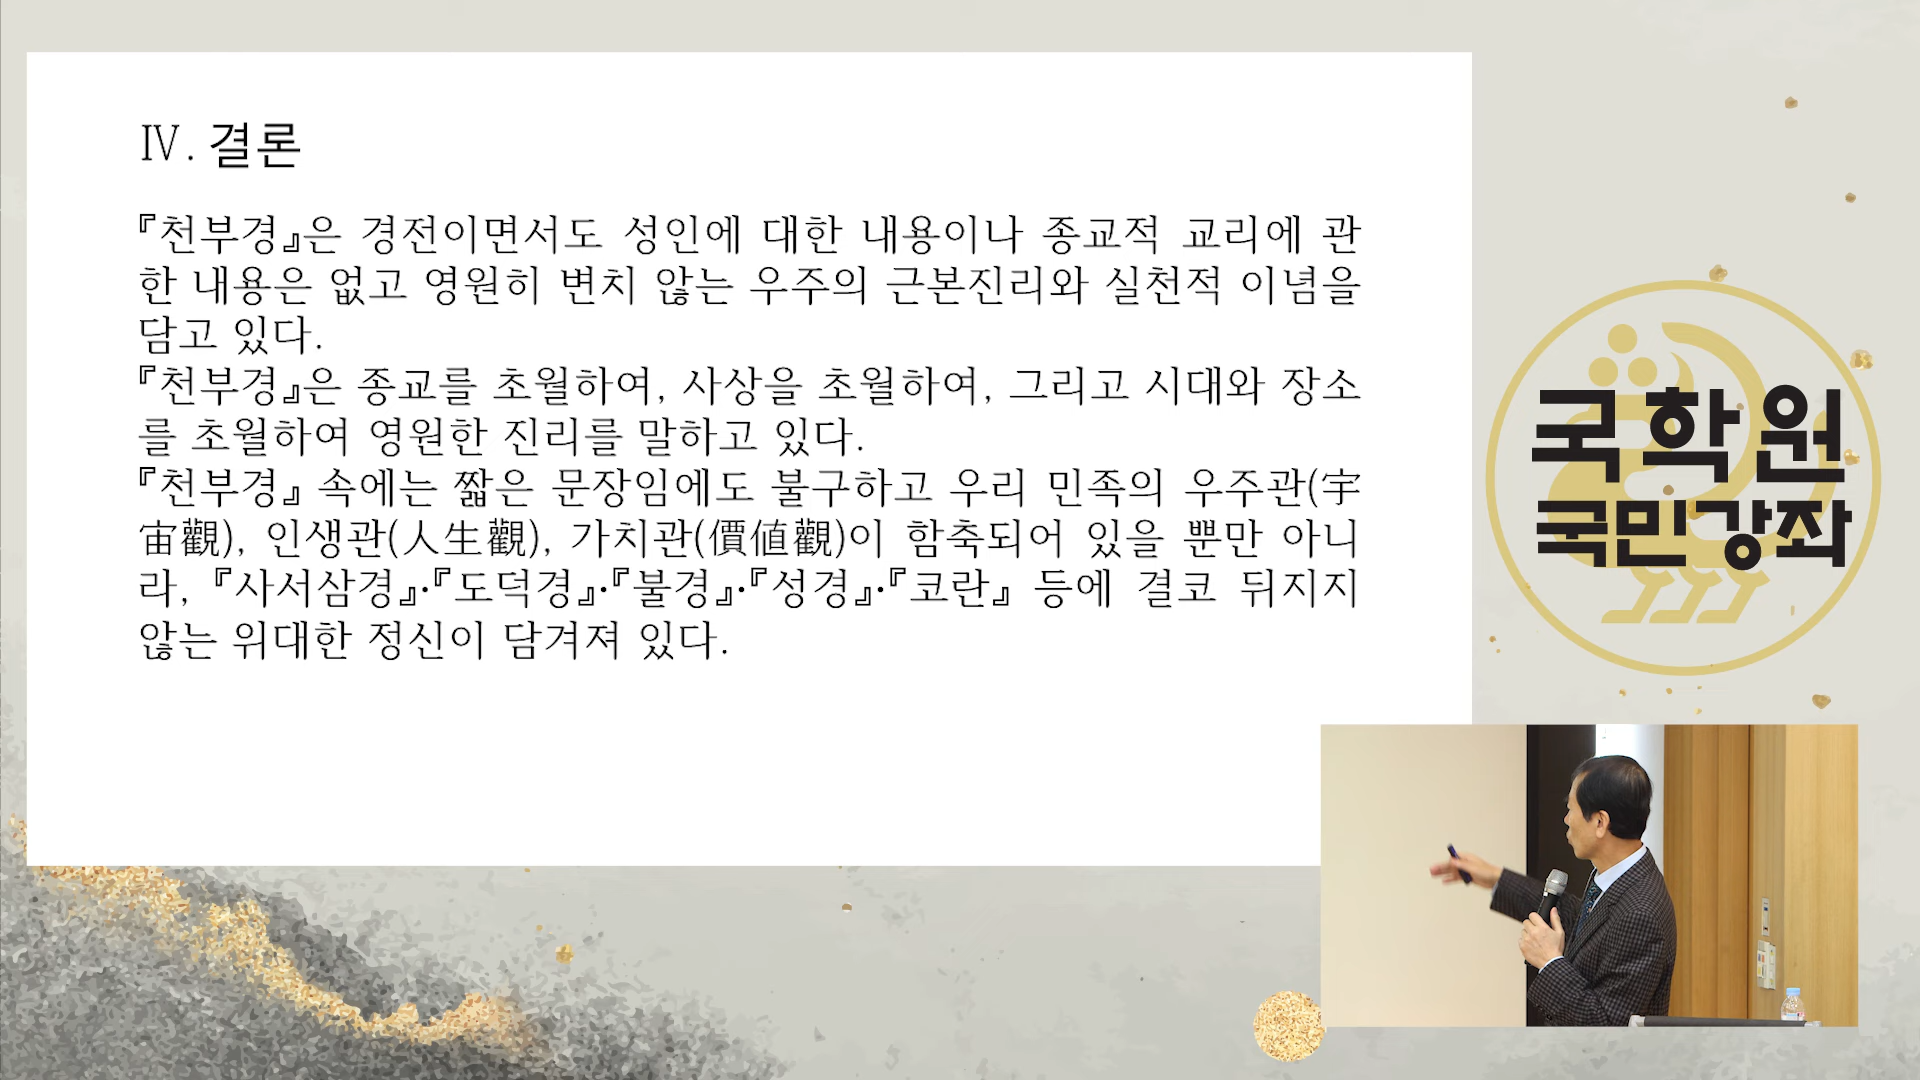 Ⅳ. 결론
『천부경』은 경전이면서도 성인에 대한 내용이나 종교적 교리에 관
한 내용은 없고 영원히 변치 않는 우주의 근본진리와 실천적 이념을
담고 있다.
『천부경』은 종교를 초월하여, 사상을 초월하여, 그리고 시대와 장소
를 초월하여 영원한 진리를 말하고 있다.
『천부경』 속에는 짧은 문장임에도 불구하고 우리 민족의 우주관(宇
宙觀), 인생관(人生觀), 가치관(價値觀)이 함축되어 있을 뿐만 아니
라, 『사서삼경』·『도덕경』·『불경』·『성경』·『코란』 등에 결코 뒤지지
않는 위대한 정신이 담겨져 있다.
국학원
국민강좌